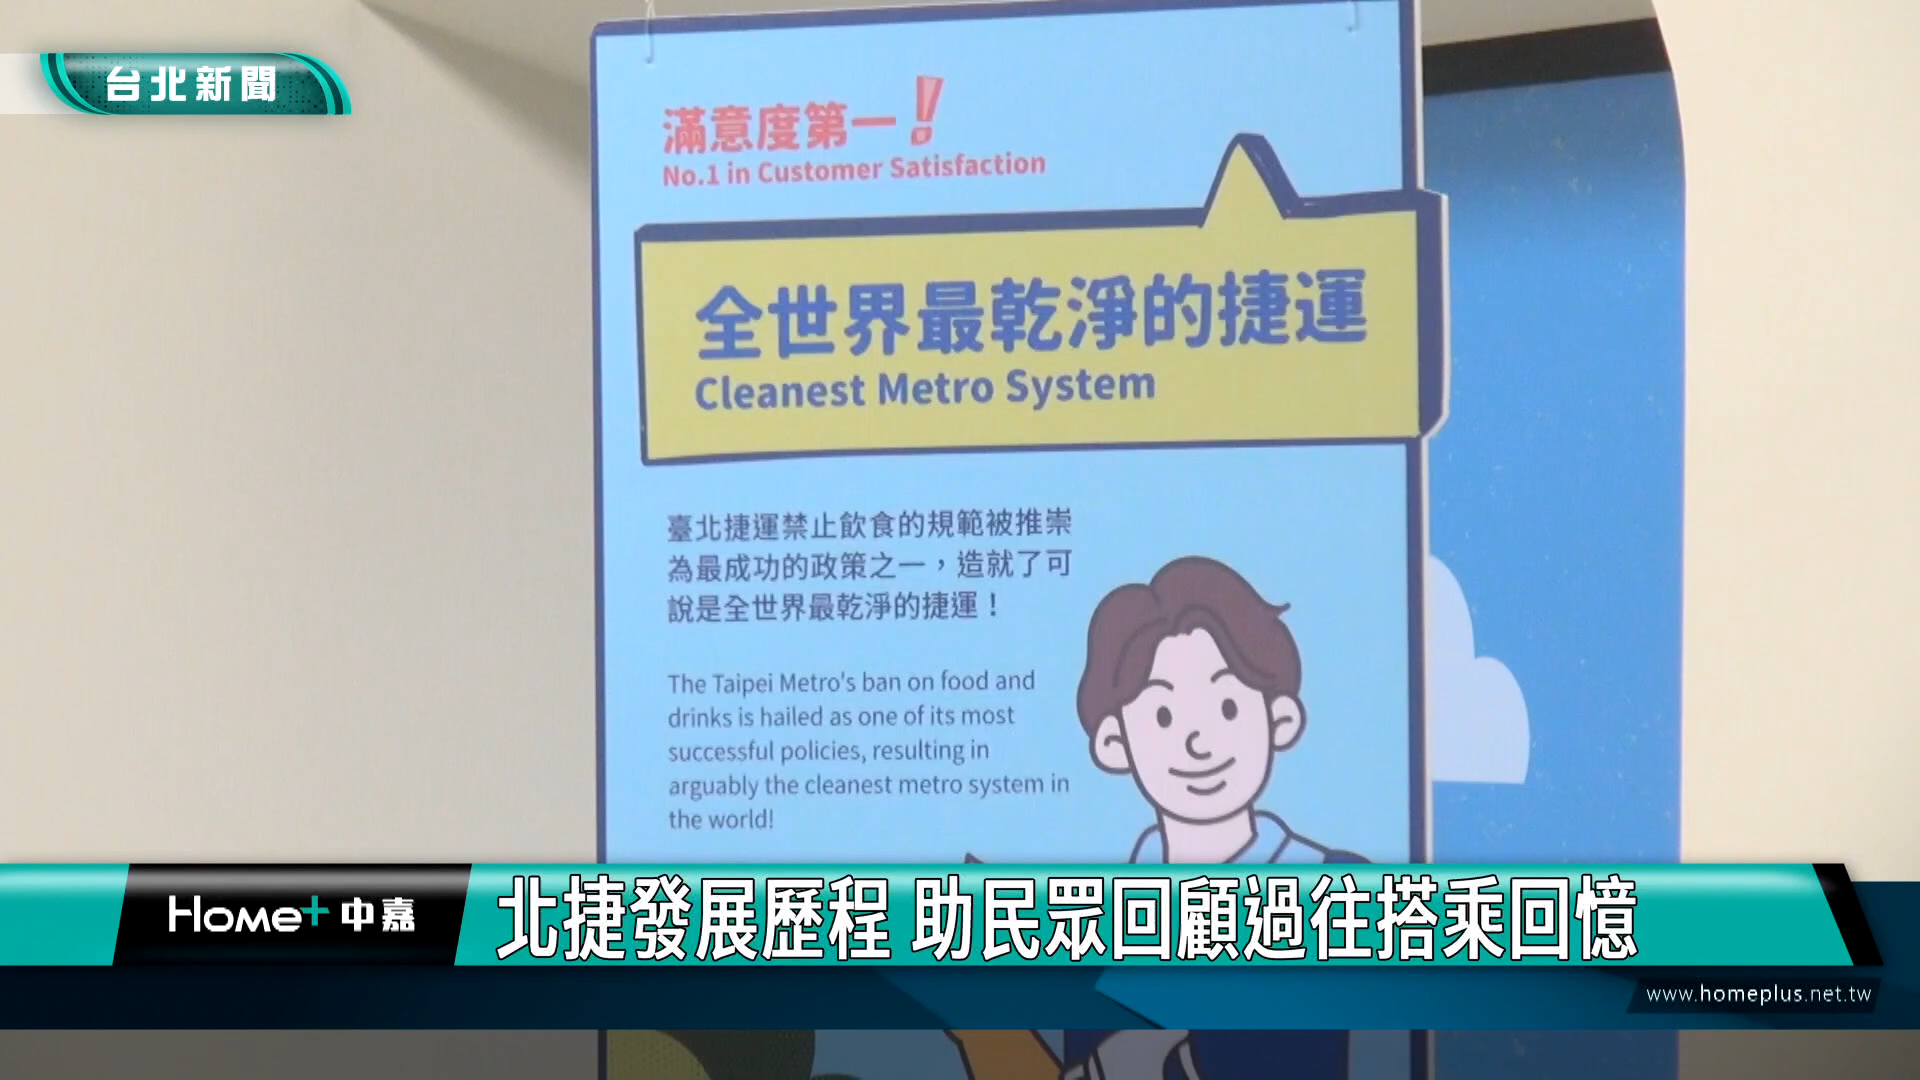 台北新聞
滿意度第一!
No.1 in Customer Satisfaction
全世界最乾淨的捷運
Cleanest Metro System
臺北捷運禁止飲食的規範被推崇
為最成功的政策之一，造就了可
說是全世界最乾淨的捷運！
The Taipei Metro's ban on food and
drinks is hailed as one of its most
successful policies, resulting in
arguably the cleanest metro system in
the world!
Home+ 中嘉
北捷發展歷程 助民眾回顧過往搭乘回憶
www.homeplus.net.tw